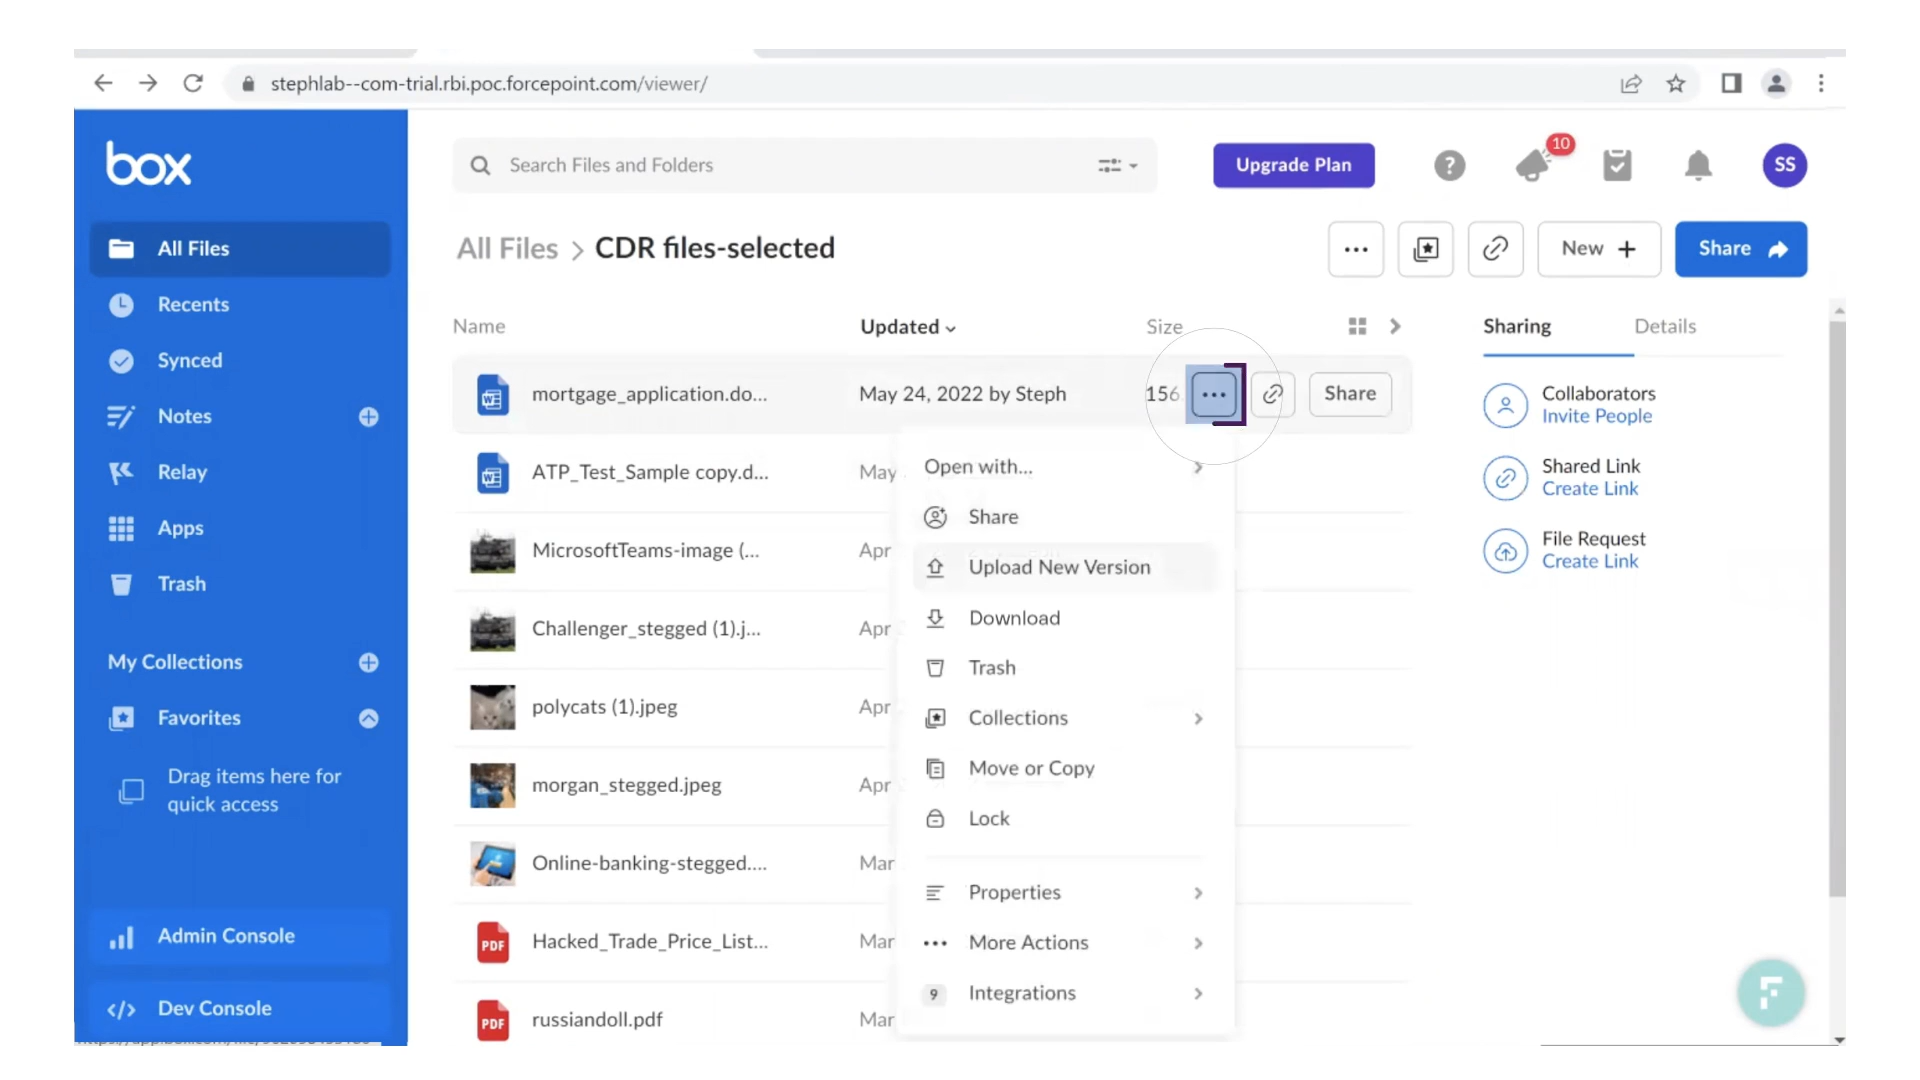 stephlab--com-trial.rbi.poc.forcepoint.com/viewer/
box
Search Files and Folders
Upgrade Plan
?
10
SS
All Files
Recents
Synced
Notes
Relay
Apps
Trash
My Collections
Favorites
Drag items here for
quick access
Admin Console
Dev Console
All Files > CDR files-selected
New +
Share
Name Updated Size
mortgage_application.do... May 24, 2022 by Steph 156 Share
ATP_Test_Sample copy.d... May
MicrosoftTeams-image (... Apr
Challenger_stegged (1).j... Apr
polycats (1).jpeg Apr
morgan_stegged.jpeg Apr
Online-banking-stegged.... Mar
PDF Hacked_Trade_Price_List... Mar
PDF russiandoll.pdf Mar
Open with...
Share
Upload New Version
Download
Trash
Collections
Move or Copy
Lock
Properties
More Actions
9 Integrations
Sharing Details
Collaborators
Invite People
Shared Link
Create Link
File Request
Create Link